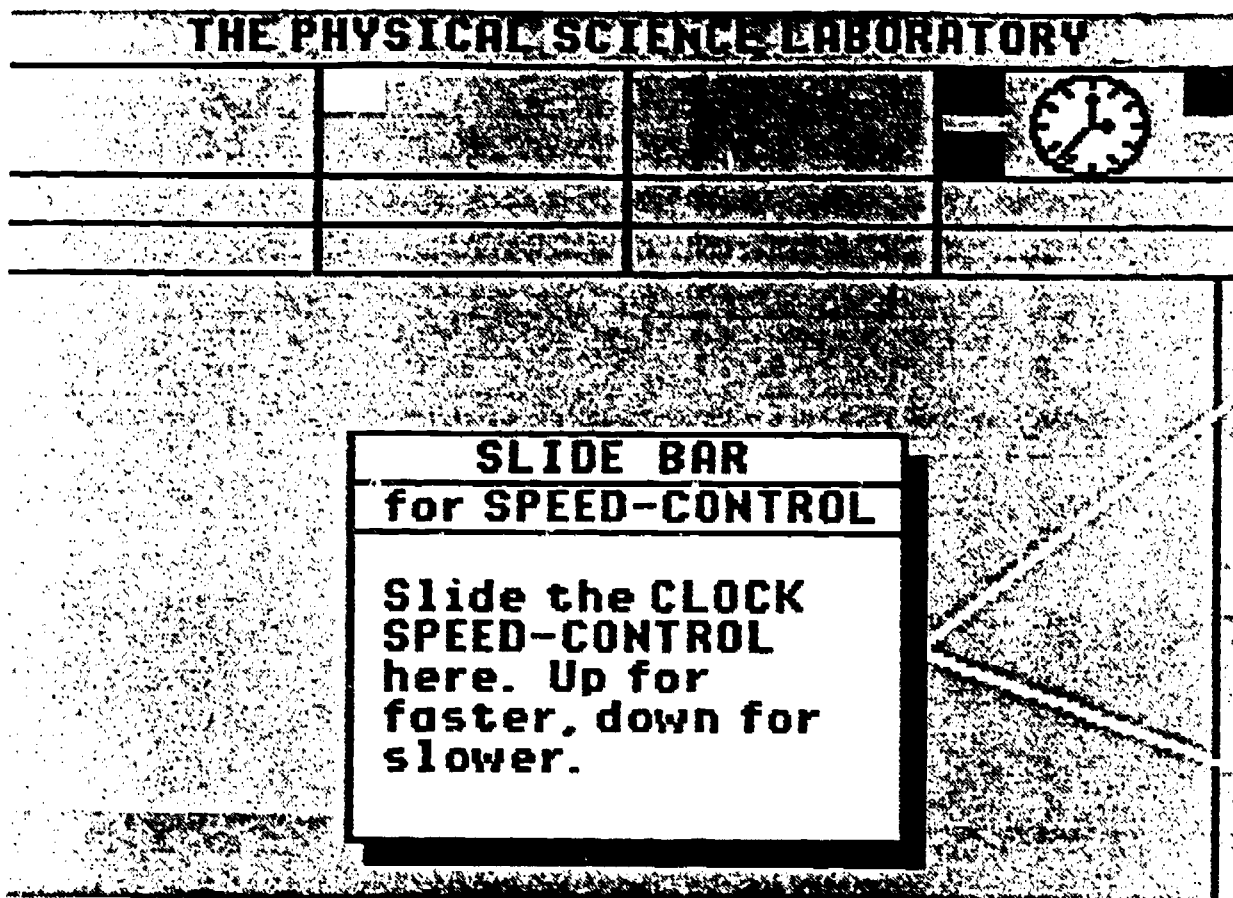 THE PHYSICAL SCIENCE LABORATORY
SLIDE BAR
for SPEED-CONTROL
Slide the CLOCK
SPEED-CONTROL
here. Up for
faster, down for
slower.